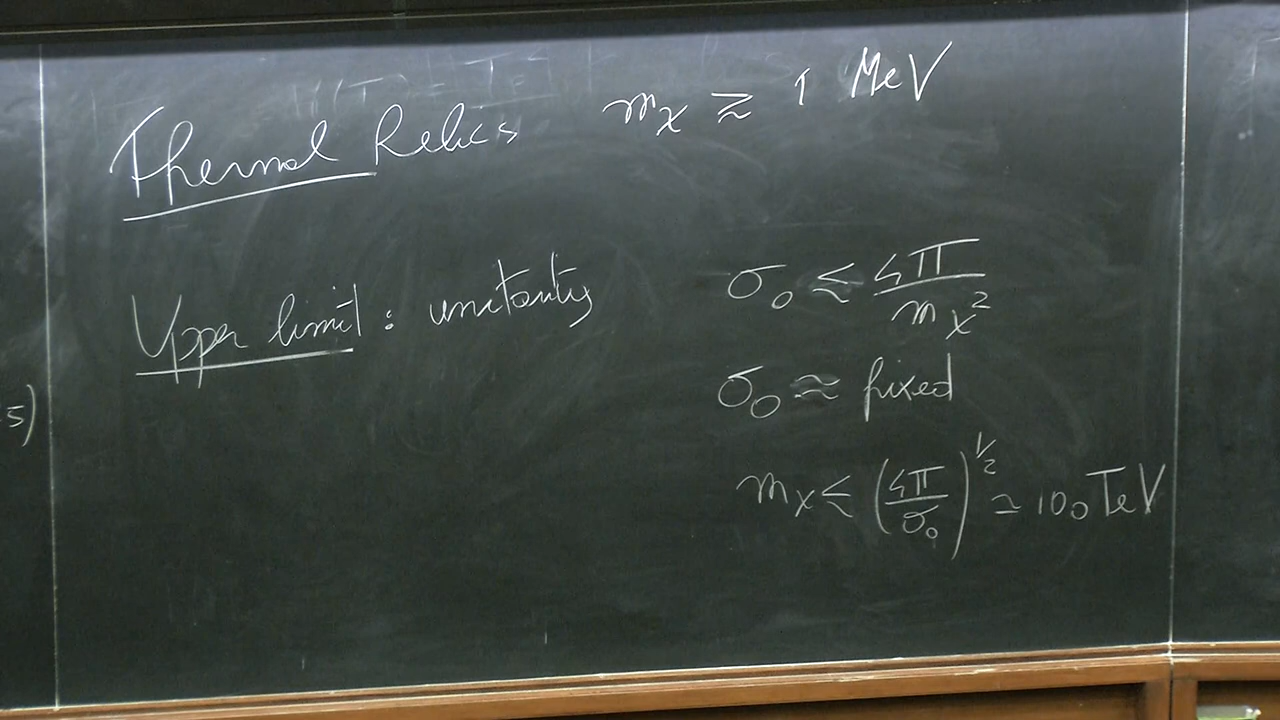 Thermal Relics m_χ ≳ 1 MeV
Upper limit : unitarity σ₀ ≲ 4π/m_χ²
σ₀ ≈ fixed
m_χ ≲ (4π/σ₀)^{1/2} ≃ 100 TeV
5)